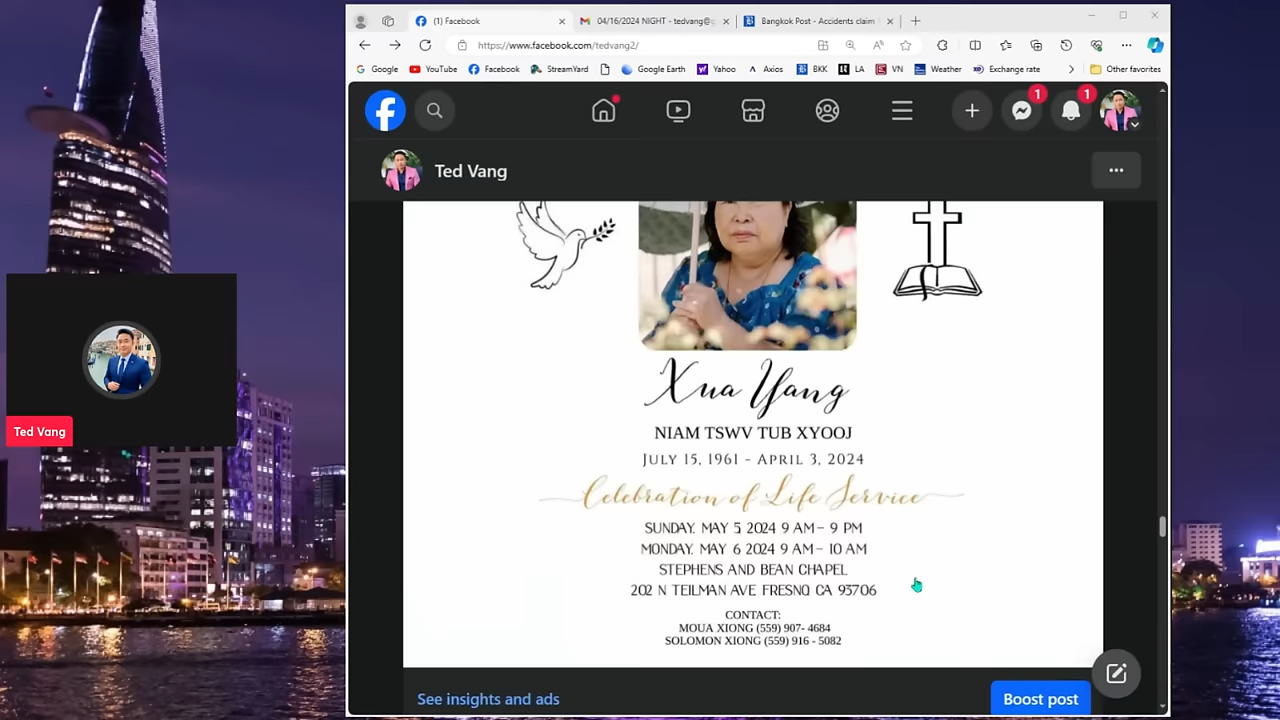 (1) Facebook
04/16/2024 NIGHT - tedvang@
Bangkok Post - Accidents claim
https://www.facebook.com/tedvang2/
Google
YouTube
Facebook
StreamYard
Google Earth
Yahoo
Axios
BKK
LA
VN
Weather
Exchange rate
Other favorites
1
1
Ted Vang
Xua Yang
NIAM TSWV TUB XYOOJ
JULY 15, 1961 - APRIL 3, 2024
Celebration of Life Service
SUNDAY. MAY 5 2024 9 AM – 9 PM
MONDAY. MAY 6 2024 9 AM – 10 AM
STEPHENS AND BEAN CHAPEL
202 N TEILMAN AVE FRESNO CA 93706
CONTACT:
MOUA XIONG (559) 907- 4684
SOLOMON XIONG (559) 916 - 5082
See insights and ads
Boost post
Ted Vang